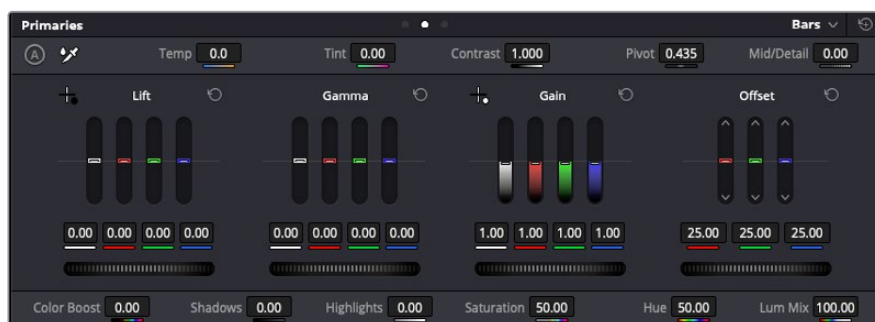 Primaries Bars
A Temp 0.0 Tint 0.00 Contrast 1.000 Pivot 0.435 Mid/Detail 0.00
Lift Gamma Gain Offset
0.00 0.00 0.00 0.00 0.00 0.00 0.00 0.00 1.00 1.00 1.00 1.00 25.00 25.00 25.00
Color Boost 0.00 Shadows 0.00 Highlights 0.00 Saturation 50.00 Hue 50.00 Lum Mix 100.00